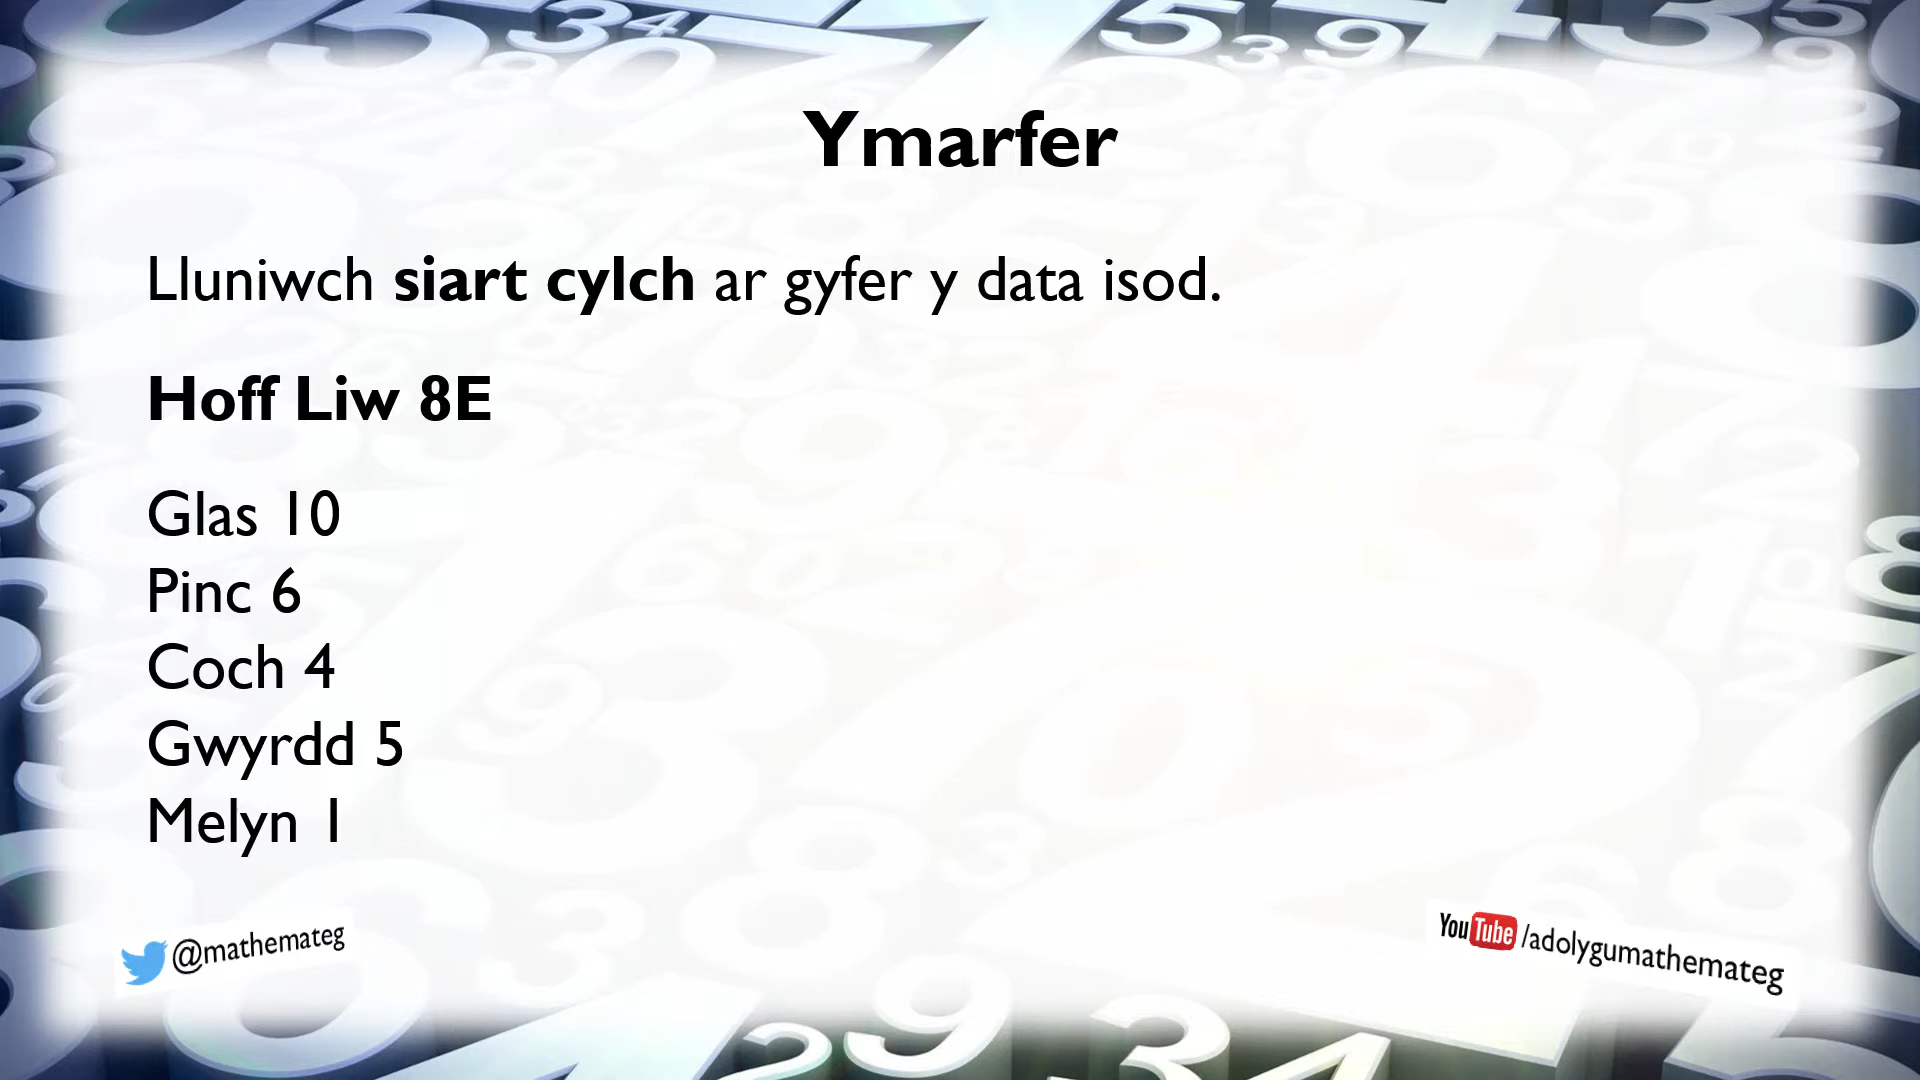 Ymarfer
Lluniwch siart cylch ar gyfer y data isod.
Hoff Liw 8E
Glas 10
Pinc 6
Coch 4
Gwyrdd 5
Melyn 1
@mathemateg
YouTube /adolygumathemateg